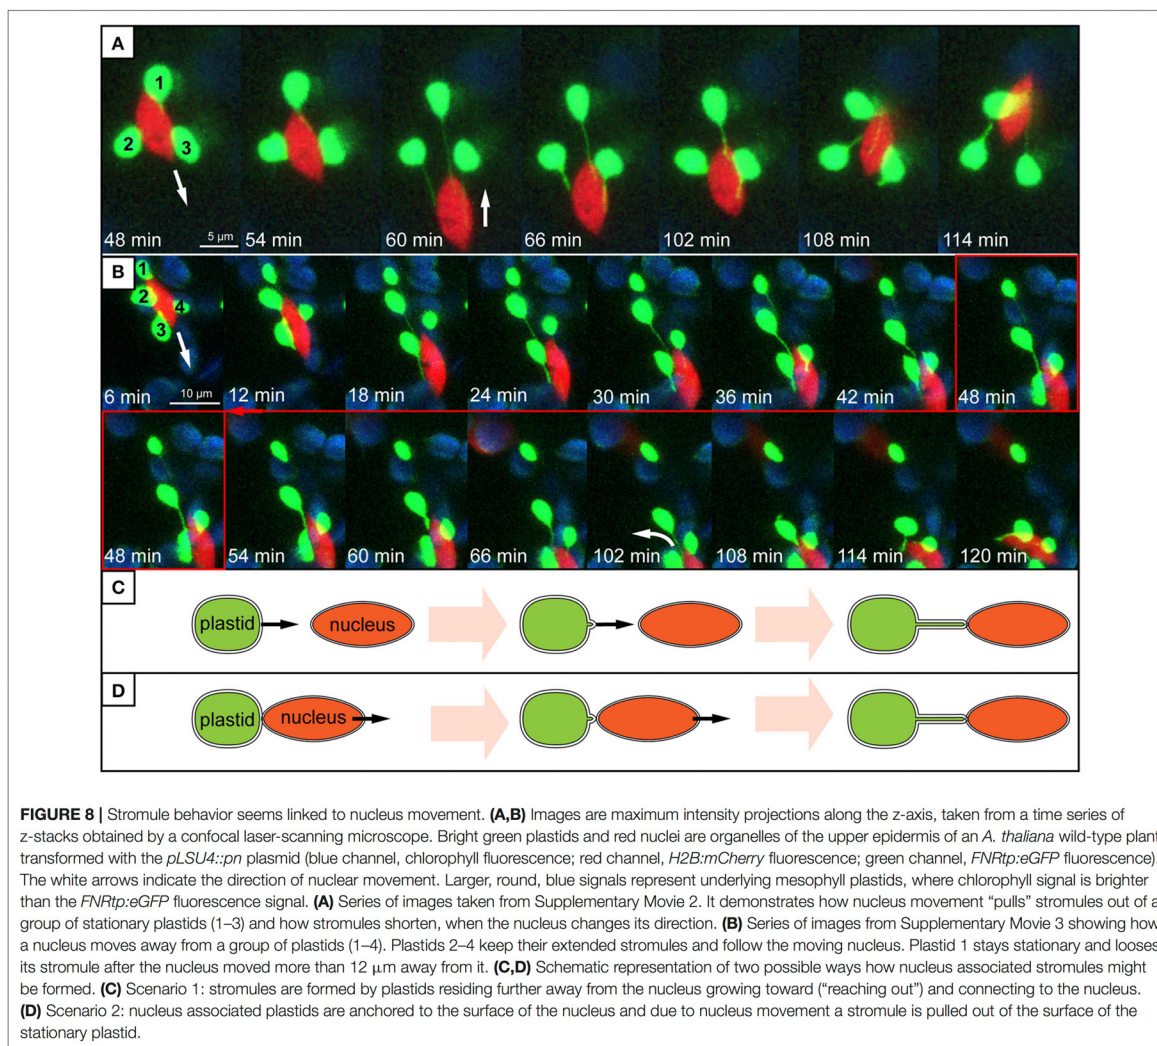 A
1
2
3
48 min
5 µm
54 min
60 min
66 min
102 min
108 min
114 min
B
1
2
4
3
6 min
10 µm
12 min
18 min
24 min
30 min
36 min
42 min
48 min
48 min
54 min
60 min
66 min
102 min
108 min
114 min
120 min
C
plastid
nucleus
D
plastid
nucleus
FIGURE 8 | Stromule behavior seems linked to nucleus movement. (A,B) Images are maximum intensity projections along the z-axis, taken from a time series of
z-stacks obtained by a confocal laser-scanning microscope. Bright green plastids and red nuclei are organelles of the upper epidermis of an A. thaliana wild-type plant
transformed with the pLSU4::pn plasmid (blue channel, chlorophyll fluorescence; red channel, H2B:mCherry fluorescence; green channel, FNRtp:eGFP fluorescence)
The white arrows indicate the direction of nuclear movement. Larger, round, blue signals represent underlying mesophyll plastids, where chlorophyll signal is brighter
than the FNRtp:eGFP fluorescence signal. (A) Series of images taken from Supplementary Movie 2. It demonstrates how nucleus movement “pulls” stromules out of a
group of stationary plastids (1–3) and how stromules shorten, when the nucleus changes its direction. (B) Series of images from Supplementary Movie 3 showing how
a nucleus moves away from a group of plastids (1–4). Plastids 2–4 keep their extended stromules and follow the moving nucleus. Plastid 1 stays stationary and looses
its stromule after the nucleus moved more than 12 µm away from it. (C,D) Schematic representation of two possible ways how nucleus associated stromules might
be formed. (C) Scenario 1: stromules are formed by plastids residing further away from the nucleus growing toward (“reaching out”) and connecting to the nucleus.
(D) Scenario 2: nucleus associated plastids are anchored to the surface of the nucleus and due to nucleus movement a stromule is pulled out of the surface of the
stationary plastid.